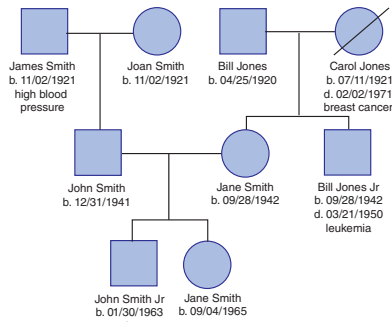 James Smith
b. 11/02/1921
high blood
pressure
Joan Smith
b. 11/02/1921
Bill Jones
b. 04/25/1920
Carol Jones
b. 07/11/1921
d. 02/02/1971
breast cancer
John Smith
b. 12/31/1941
Jane Smith
b. 09/28/1942
Bill Jones Jr
b. 09/28/1942
d. 03/21/1950
leukemia
John Smith Jr
b. 01/30/1963
Jane Smith
b. 09/04/1965